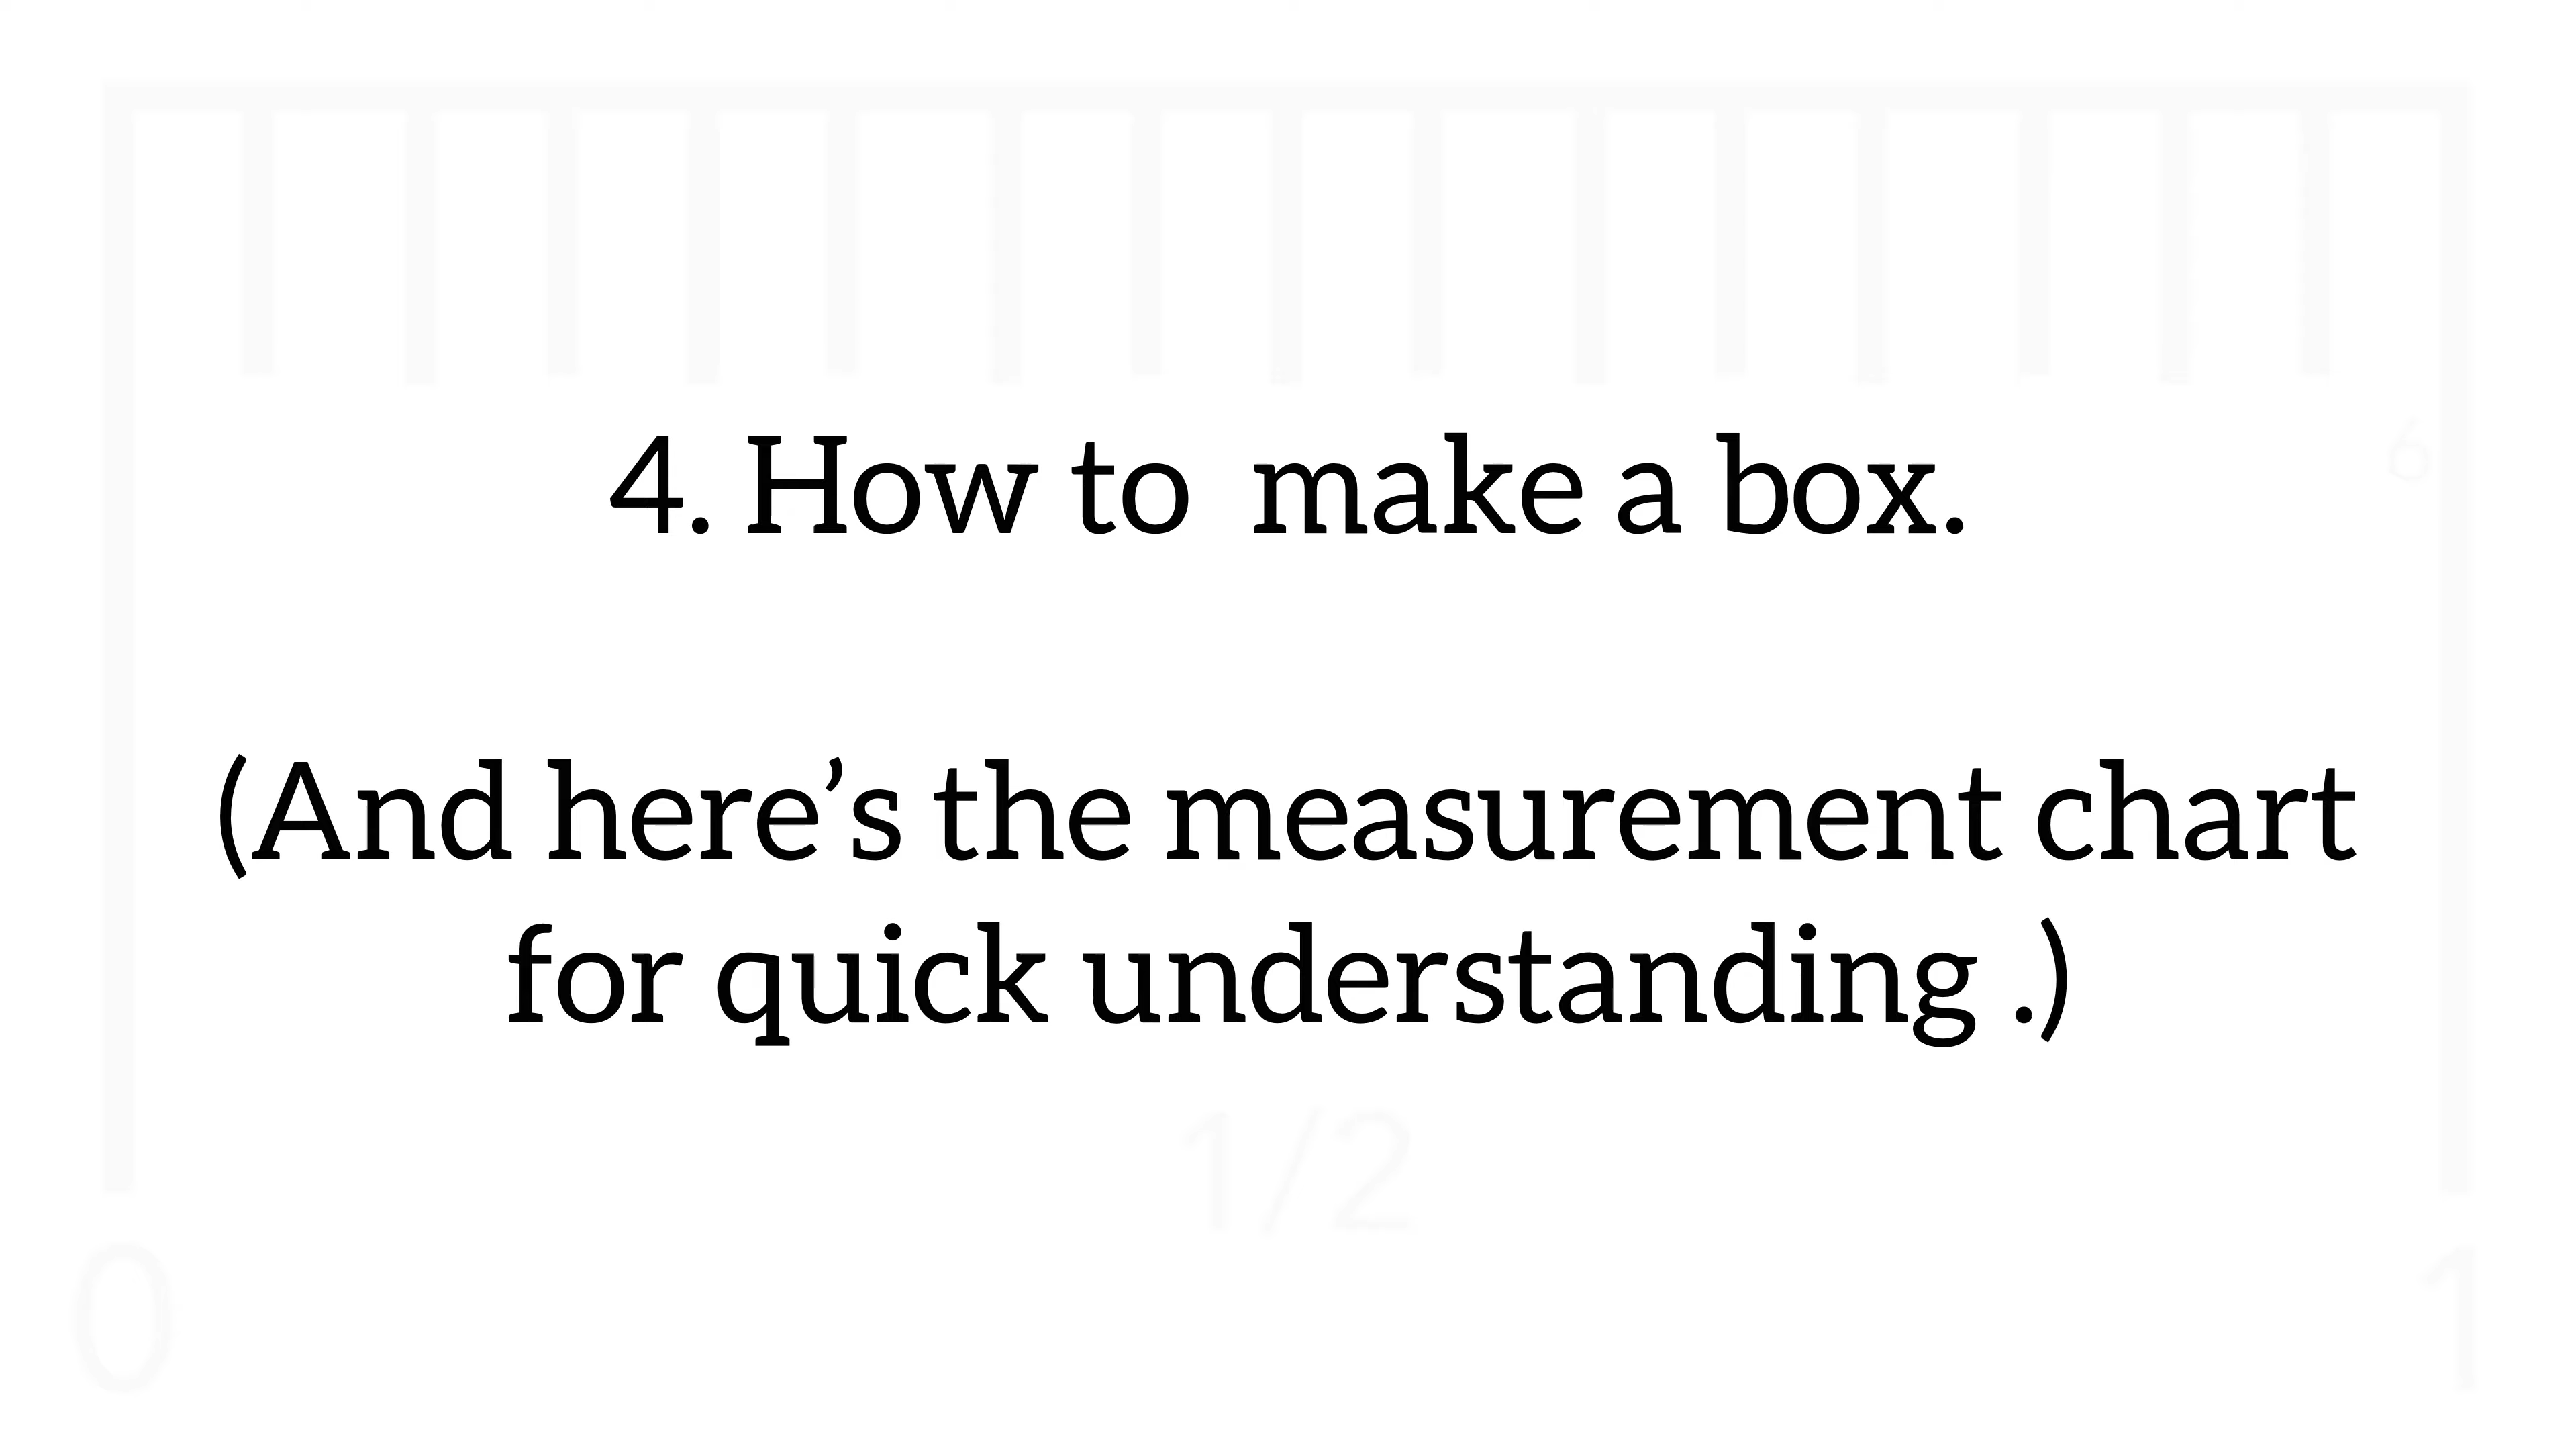 4. How to  make a box.
(And here’s the measurement chart
for quick understanding .)
6
1/2
0 1